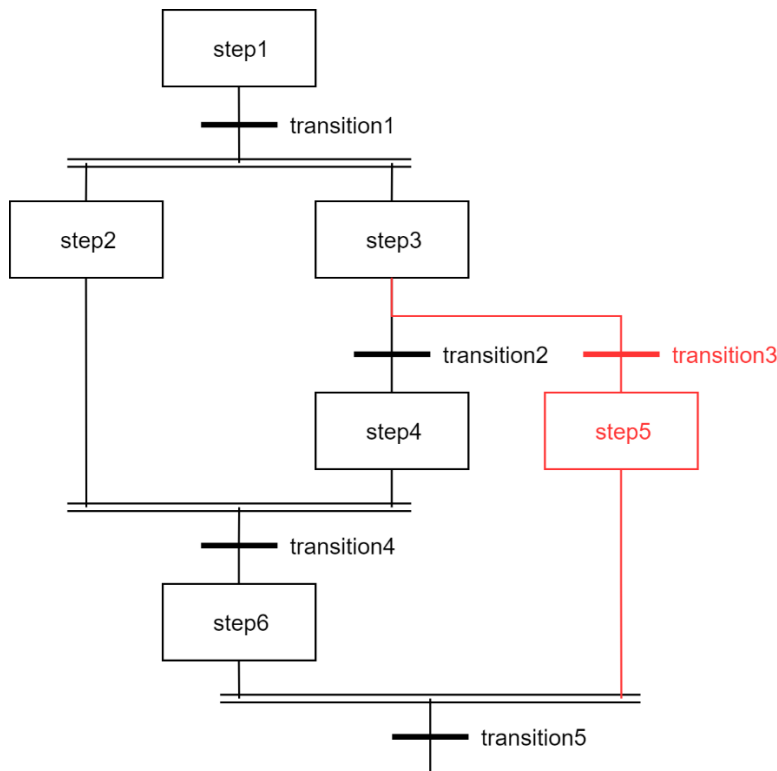 step1
transition1
step2
step3
transition2
transition3
step4
step5
transition4
step6
transition5